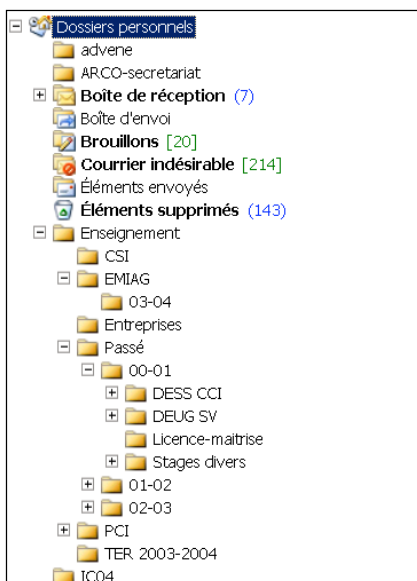 Dossiers personnels
advene
ARCO-secretariat
Boîte de réception (7)
Boîte d'envoi
Brouillons [20]
Courrier indésirable [214]
Éléments envoyés
Éléments supprimés (143)
Enseignement
CSI
EMIAG
03-04
Entreprises
Passé
00-01
DESS CCI
DEUG SV
Licence-maitrise
Stages divers
01-02
02-03
PCI
TER 2003-2004
IC04